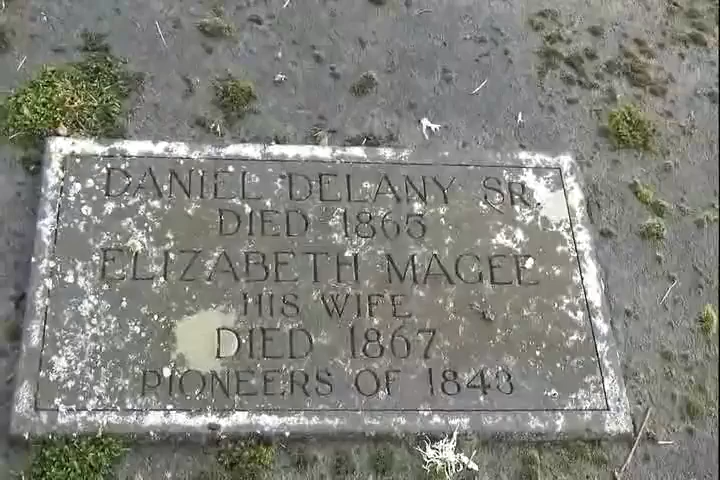 DANIEL DELANY SR.
DIED 1865
ELIZABETH MAGEE
HIS WIFE
DIED 1867
PIONEERS OF 1843